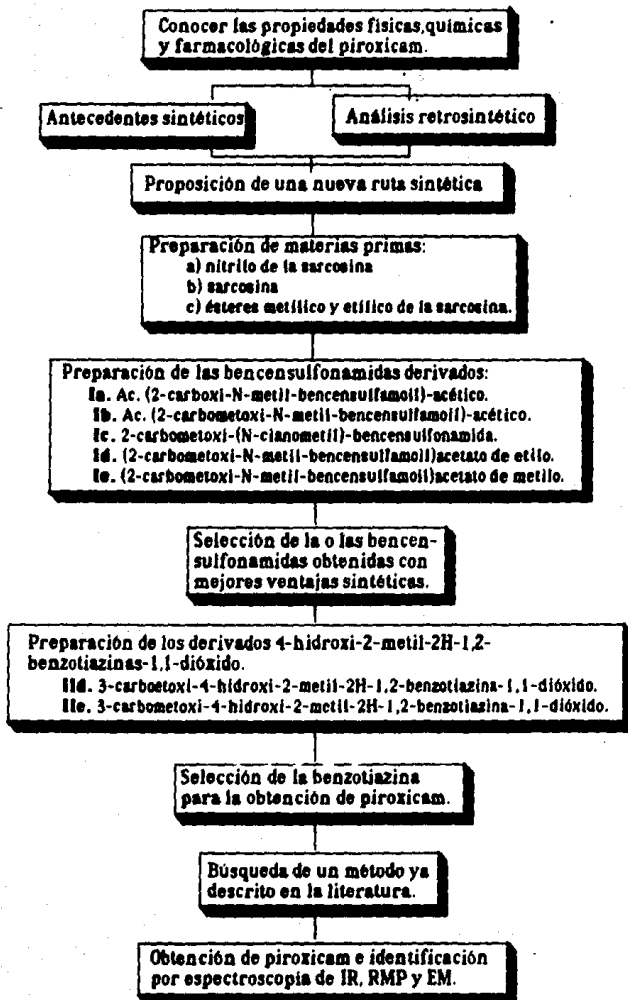 Conocer las propiedades físicas,químicas
y farmacológicas del piroxicam.
Antecedentes sintéticos
Análisis retrosintético
Proposición de una nueva ruta sintética
Preparación de materias primas:
a) nitrilo de la sarcosina
b) sarcosina
c) ésteres metílico y etílico de la sarcosina.
Preparación de las bencensulfonamidas derivados:
Ia. Ac. (2-carboxi-N-metil-bencensulfamoil)-acético.
Ib. Ac. (2-carbometoxi-N-metil-bencensulfamoil)-acético.
Ic. 2-carbometoxi-(N-cianometil)-bencensulfonamida.
Id. (2-carbometoxi-N-metil-bencensulfamoil)acetato de etilo.
Ie. (2-carbometoxi-N-metil-bencensulfamoil)acetato de metilo.
Selección de la o las bencen-
sulfonamidas obtenidas con
mejores ventajas sintéticas.
Preparación de los derivados 4-hidroxi-2-metil-2H-1,2-
benzotiazinas-1,1-dióxido.
IId. 3-carboetoxi-4-hidroxi-2-metil-2H-1,2-benzotiazina-1,1-dióxido.
IIe. 3-carbometoxi-4-hidroxi-2-metil-2H-1,2-benzotiazina-1,1-dióxido.
Selección de la benzotiazina
para la obtención de piroxicam.
Búsqueda de un método ya
descrito en la literatura.
Obtención de piroxicam e identificación
por espectroscopía de IR, RMP y EM.